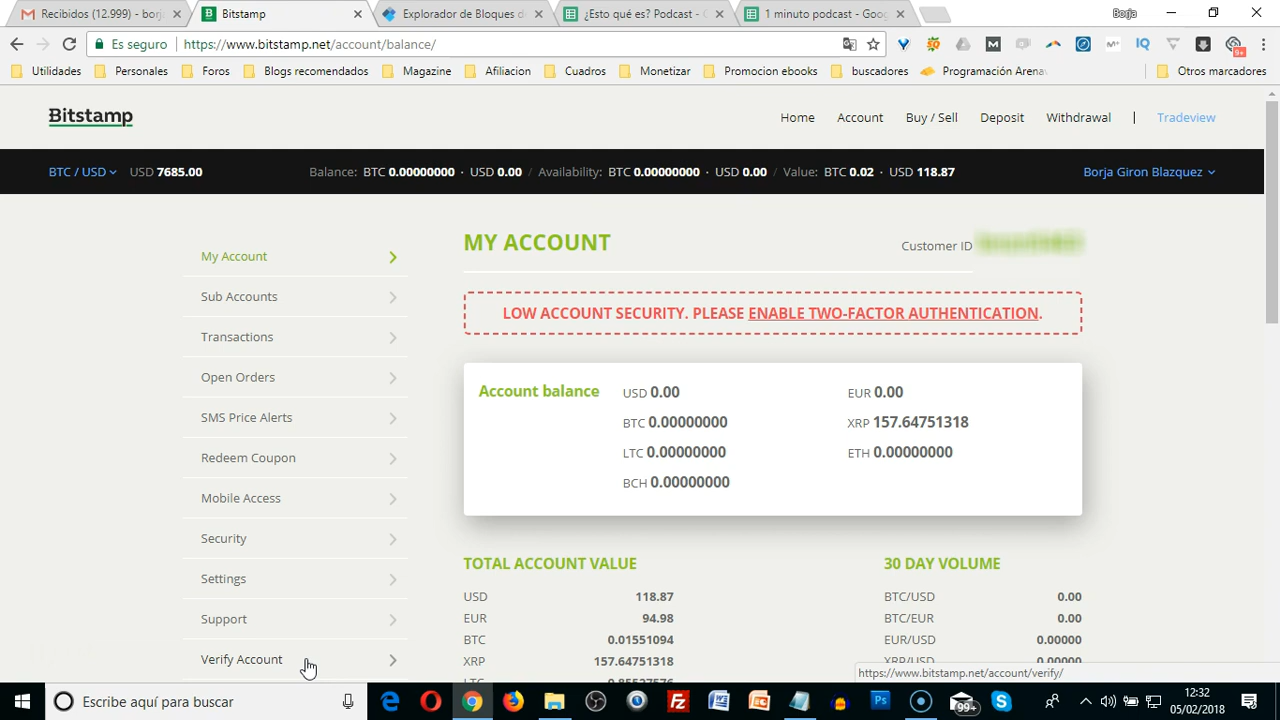 Recibidos (12.999) - borj
Bitstamp
Explorador de Bloques d
¿Esto qué es? Podcast - G
1 minuto podcast - Goog
Borja
Es seguro
https://www.bitstamp.net/account/balance/
Utilidades
Personales
Foros
Blogs recomendados
Magazine
Afiliacion
Cuadros
Monetizar
Promocion ebooks
buscadores
Programación Arena
Otros marcadores
Bitstamp
Home
Account
Buy / Sell
Deposit
Withdrawal
|
Tradeview
BTC / USD
USD 7685.00
Balance: BTC 0.00000000 · USD 0.00 / Availability: BTC 0.00000000 · USD 0.00 / Value: BTC 0.02 · USD 118.87
Borja Giron Blazquez
My Account
Sub Accounts
Transactions
Open Orders
SMS Price Alerts
Redeem Coupon
Mobile Access
Security
Settings
Support
Verify Account
MY ACCOUNT
Customer ID
LOW ACCOUNT SECURITY. PLEASE ENABLE TWO-FACTOR AUTHENTICATION.
Account balance
USD 0.00
EUR 0.00
BTC 0.00000000
XRP 157.64751318
LTC 0.00000000
ETH 0.00000000
BCH 0.00000000
TOTAL ACCOUNT VALUE
USD 118.87
EUR 94.98
BTC 0.01551094
XRP 157.64751318
30 DAY VOLUME
BTC/USD 0.00
BTC/EUR 0.00
EUR/USD 0.00000
XRP/USD 0.00000
https://www.bitstamp.net/account/verify/
Escribe aquí para buscar
99+
12:32
05/02/2018